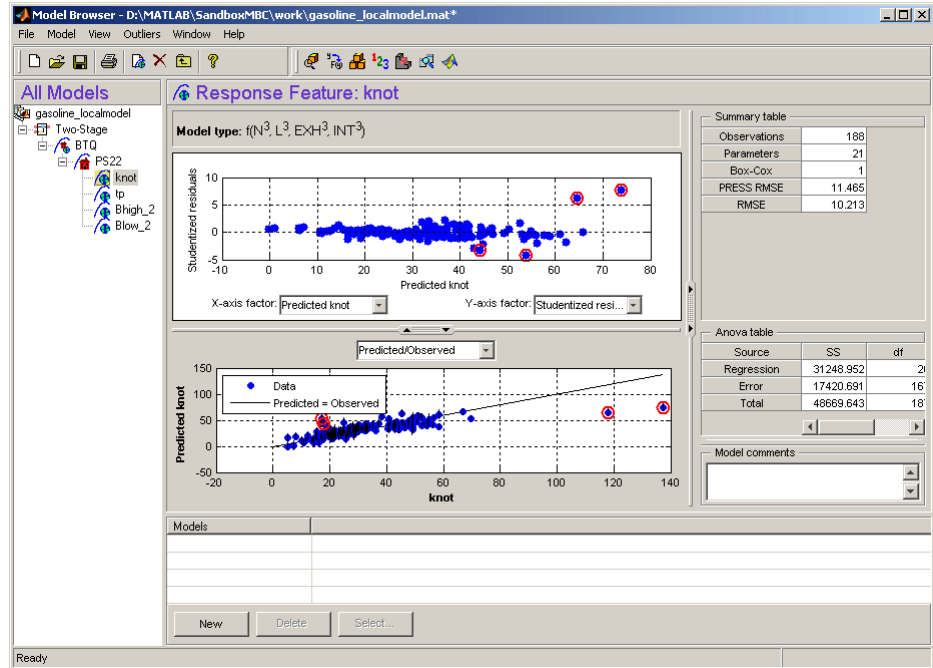 Model Browser - D:\MATLAB\SandboxMBC\work\gasoline_localmodel.mat*
File Model View Outliers Window Help
All Models
Response Feature: knot
gasoline_localmodel
Two-Stage
BTQ
PS22
knot
tp
Bhigh_2
Blow_2
Model type: f(N³, L³, EXH³, INT³)
Studentized residuals
10
5
0
-5
-10 0 10 20 30 40 50 60 70 80
Predicted knot
X-axis factor: Predicted knot Y-axis factor: Studentized resi...
Predicted/Observed
Predicted knot
150
100
50
0
-50
Data
Predicted = Observed
-20 0 20 40 60 80 100 120 140
knot
Summary table
Observations 188
Parameters 21
Box-Cox 1
PRESS RMSE 11.465
RMSE 10.213
Anova table
Source SS df
Regression 31248.952
Error 17420.691
Total 48669.643
Model comments
Models
New Delete Select...
Ready